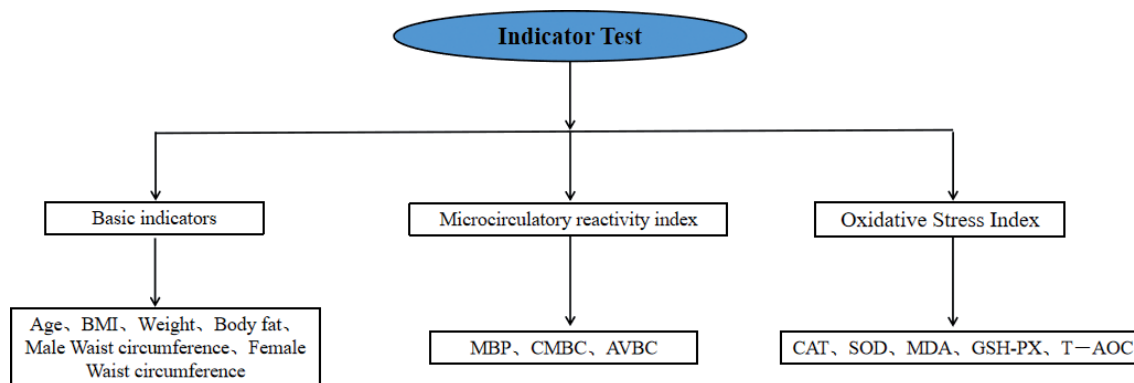 Indicator Test
Basic indicators
Microcirculatory reactivity index
Oxidative Stress Index
Age、BMI、Weight、Body fat、
Male Waist circumference、Female
Waist circumference
MBP、CMBC、AVBC
CAT、SOD、MDA、GSH-PX、T－AOC